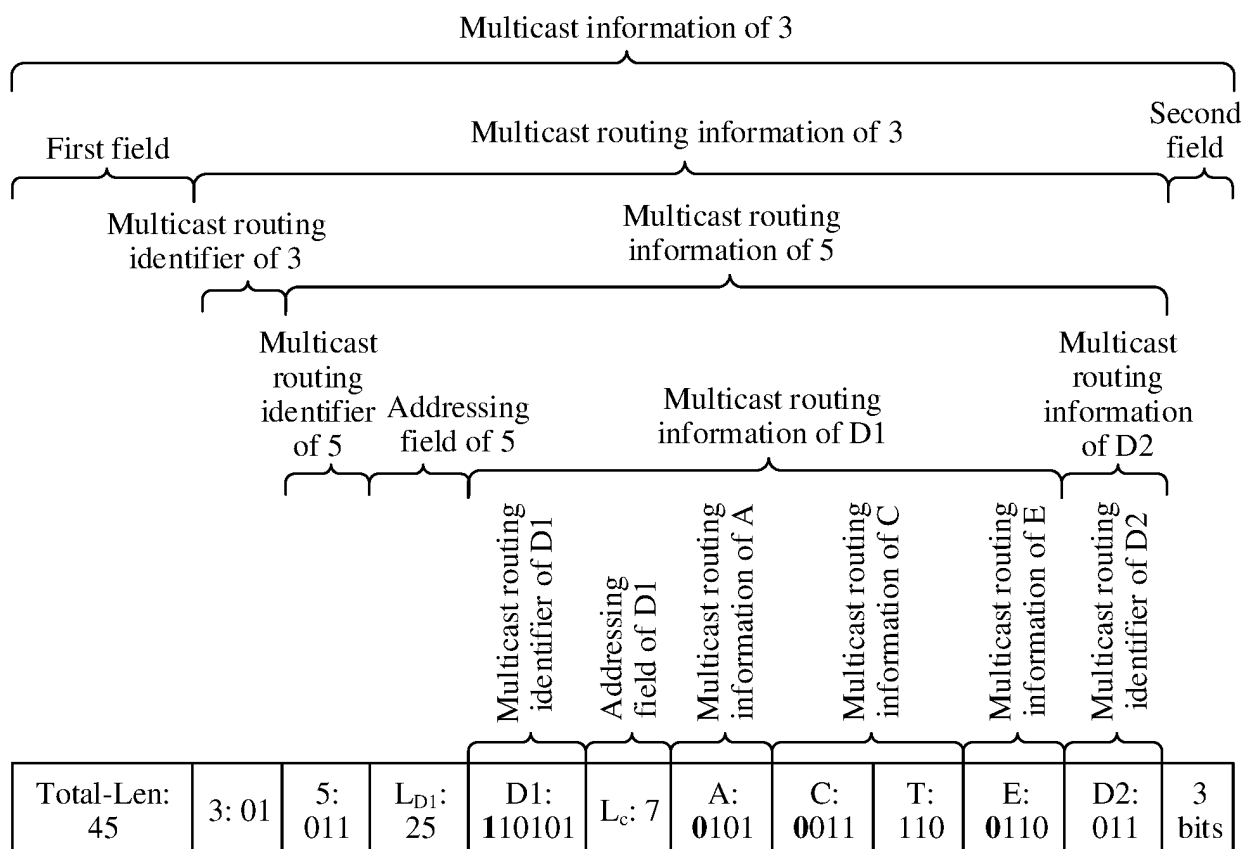 Multicast information of 3
First field
Multicast routing information of 3
Second
field
Multicast routing
identifier of 3
Multicast routing
information of 5
Multicast
routing
identifier
of 5
Addressing
field of 5
Multicast routing
information of D1
Multicast
routing
information
of D2
Multicast routing
identifier of D1
Addressing
field of D1
Multicast routing
information of A
Multicast routing
information of C
Multicast routing
information of E
Multicast routing
identifier of D2
Total-Len:
45
3: 01
5:
011
L_D1:
25
D1:
110101
L_c: 7
A:
0101
C:
0011
T:
110
E:
0110
D2:
011
3
bits